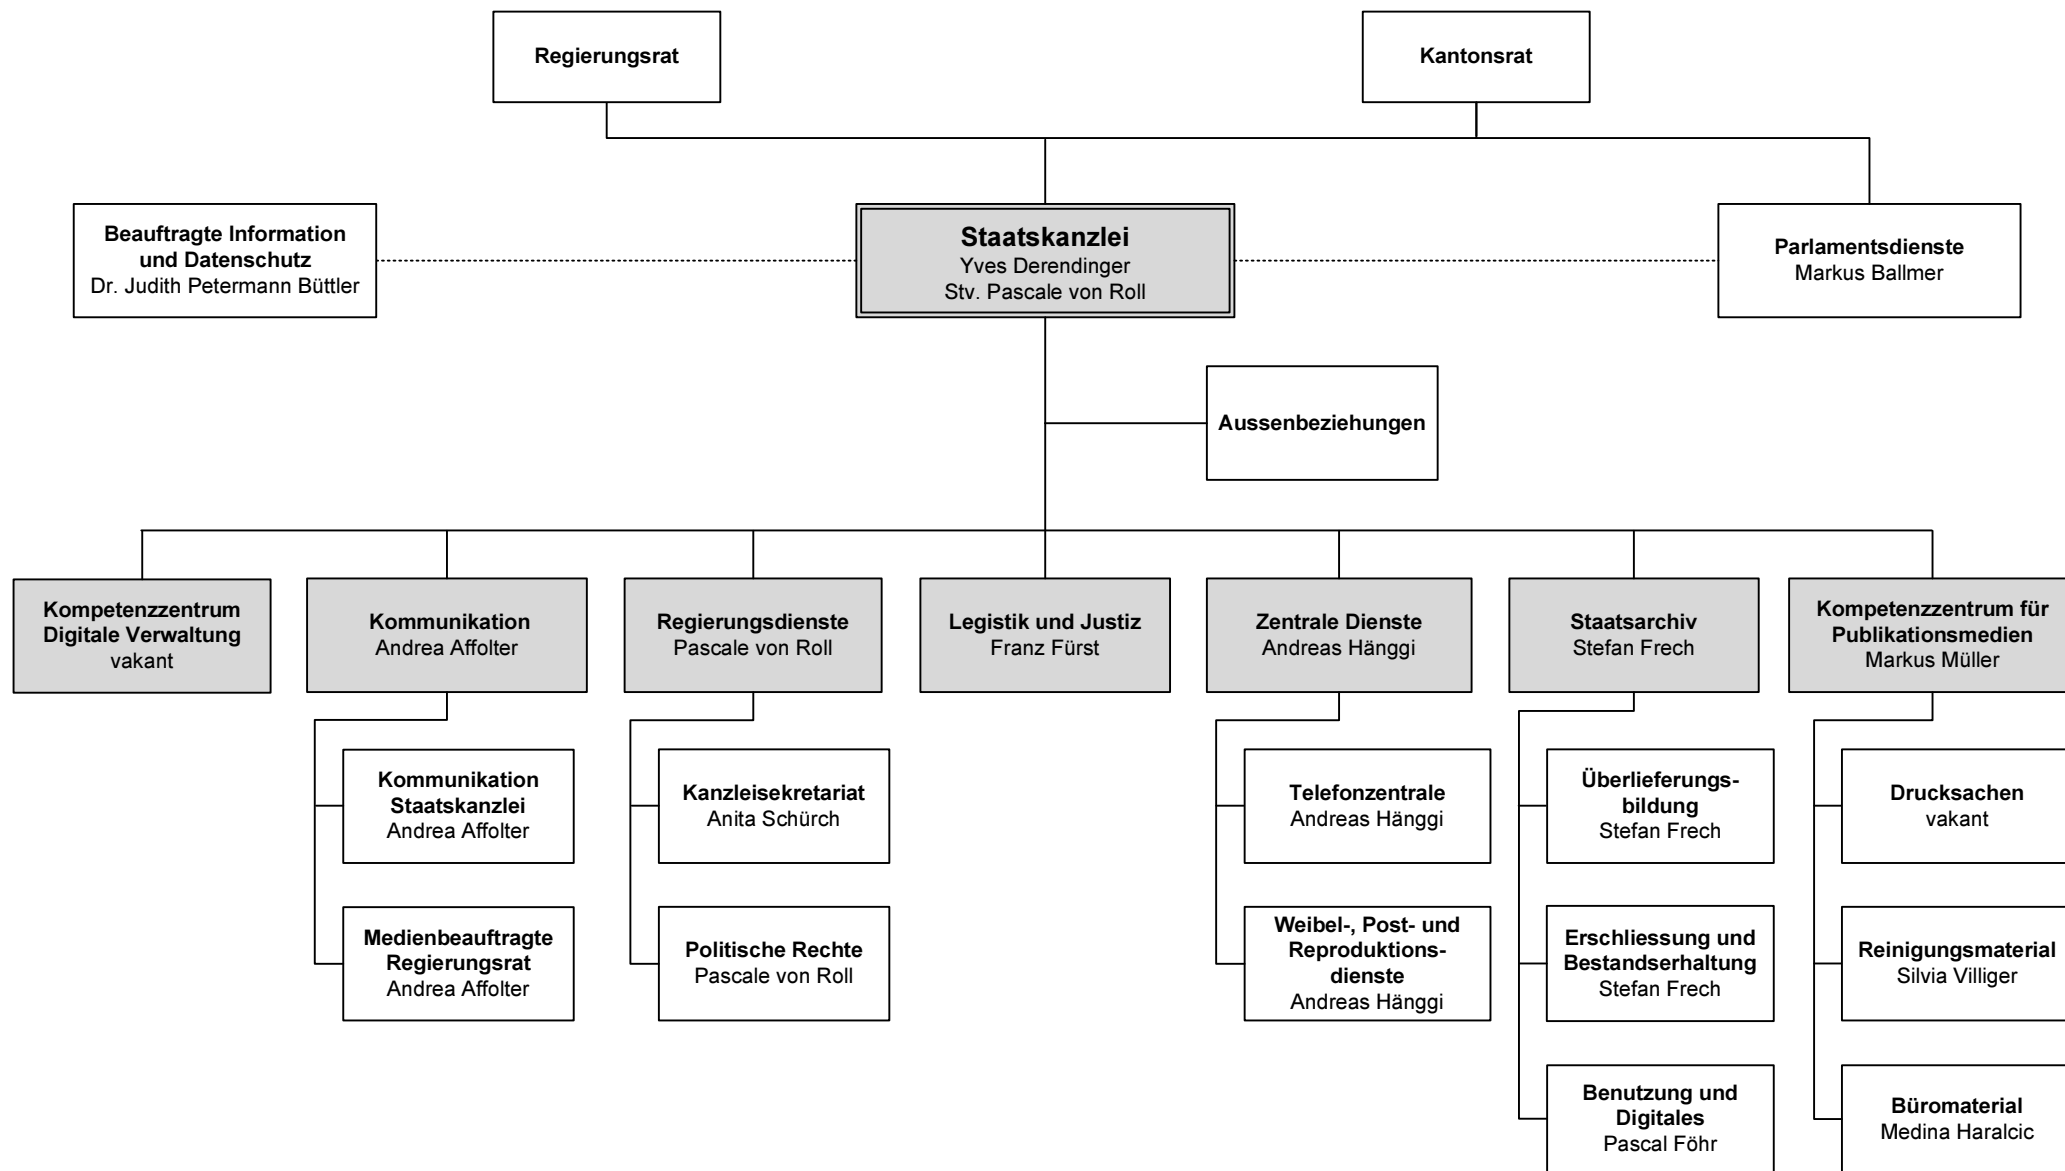 Regierungsrat
Kantonsrat
Beauftragte Information
und Datenschutz
Dr. Judith Petermann Büttler
Staatskanzlei
Yves Derendinger
Stv. Pascale von Roll
Parlamentsdienste
Markus Ballmer
Aussenbeziehungen
Kompetenzzentrum
Digitale Verwaltung
vakant
Kommunikation
Andrea Affolter
Regierungsdienste
Pascale von Roll
Legistik und Justiz
Franz Fürst
Zentrale Dienste
Andreas Hänggi
Staatsarchiv
Stefan Frech
Kompetenzzentrum für
Publikationsmedien
Markus Müller
Kommunikation
Staatskanzlei
Andrea Affolter
Kanzleisekretariat
Anita Schürch
Telefonzentrale
Andreas Hänggi
Überlieferungs-
bildung
Stefan Frech
Drucksachen
vakant
Medienbeauftragte
Regierungsrat
Andrea Affolter
Politische Rechte
Pascale von Roll
Weibel-, Post- und
Reproduktions-
dienste
Andreas Hänggi
Erschliessung und
Bestandserhaltung
Stefan Frech
Reinigungsmaterial
Silvia Villiger
Benutzung und
Digitales
Pascal Föhr
Büromaterial
Medina Haralcic